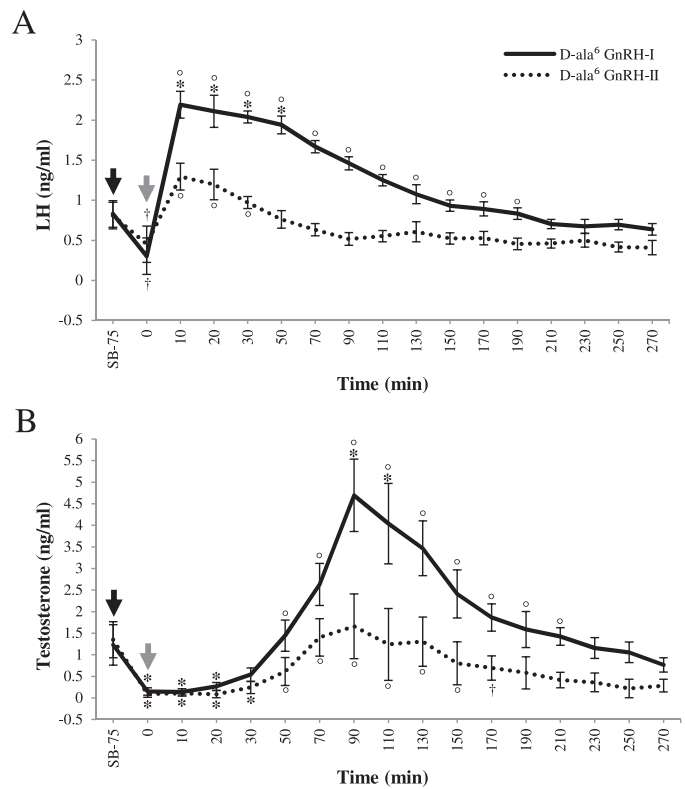 A
D-ala⁶ GnRH-I
D-ala⁶ GnRH-II
LH (ng/ml)
3
2.5
2
1.5
1
0.5
0
-0.5
SB-75 0 10 20 30 50 70 90 110 130 150 170 190 210 230 250 270
Time (min)
B
Testosterone (ng/ml)
6
5.5
5
4.5
4
3.5
3
2.5
2
1.5
1
0.5
0
-0.5
SB-75 0 10 20 30 50 70 90 110 130 150 170 190 210 230 250 270
Time (min)